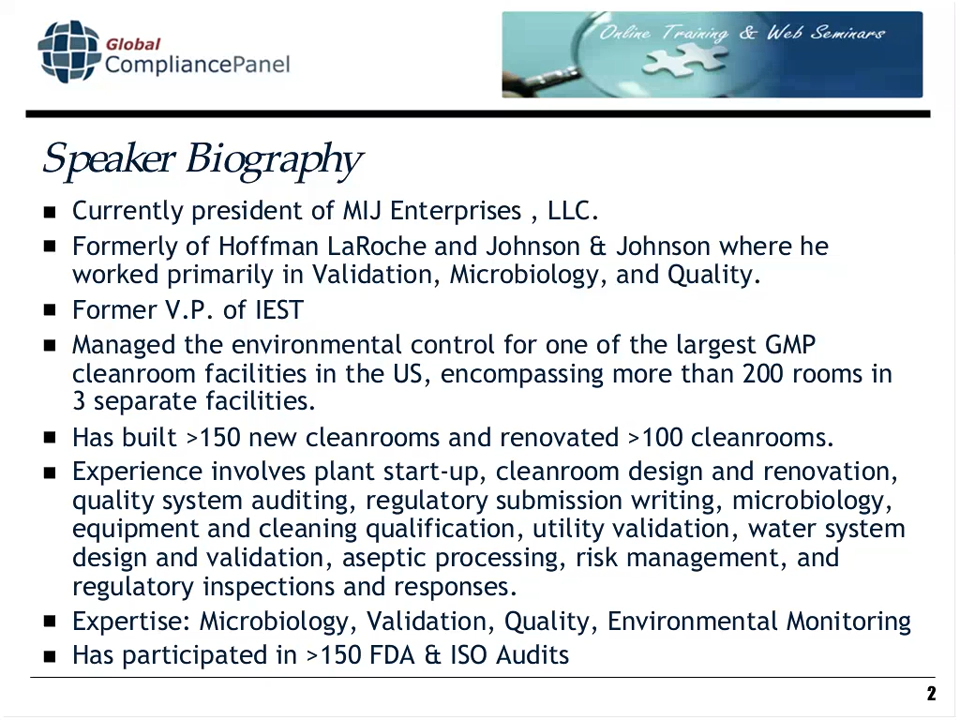 Global
CompliancePanel
Online Training & Web Seminars
Speaker Biography
Currently president of MIJ Enterprises , LLC.
Formerly of Hoffman LaRoche and Johnson & Johnson where he
worked primarily in Validation, Microbiology, and Quality.
Former V.P. of IEST
Managed the environmental control for one of the largest GMP
cleanroom facilities in the US, encompassing more than 200 rooms in
3 separate facilities.
Has built >150 new cleanrooms and renovated >100 cleanrooms.
Experience involves plant start-up, cleanroom design and renovation,
quality system auditing, regulatory submission writing, microbiology,
equipment and cleaning qualification, utility validation, water system
design and validation, aseptic processing, risk management, and
regulatory inspections and responses.
Expertise: Microbiology, Validation, Quality, Environmental Monitoring
Has participated in >150 FDA & ISO Audits
2